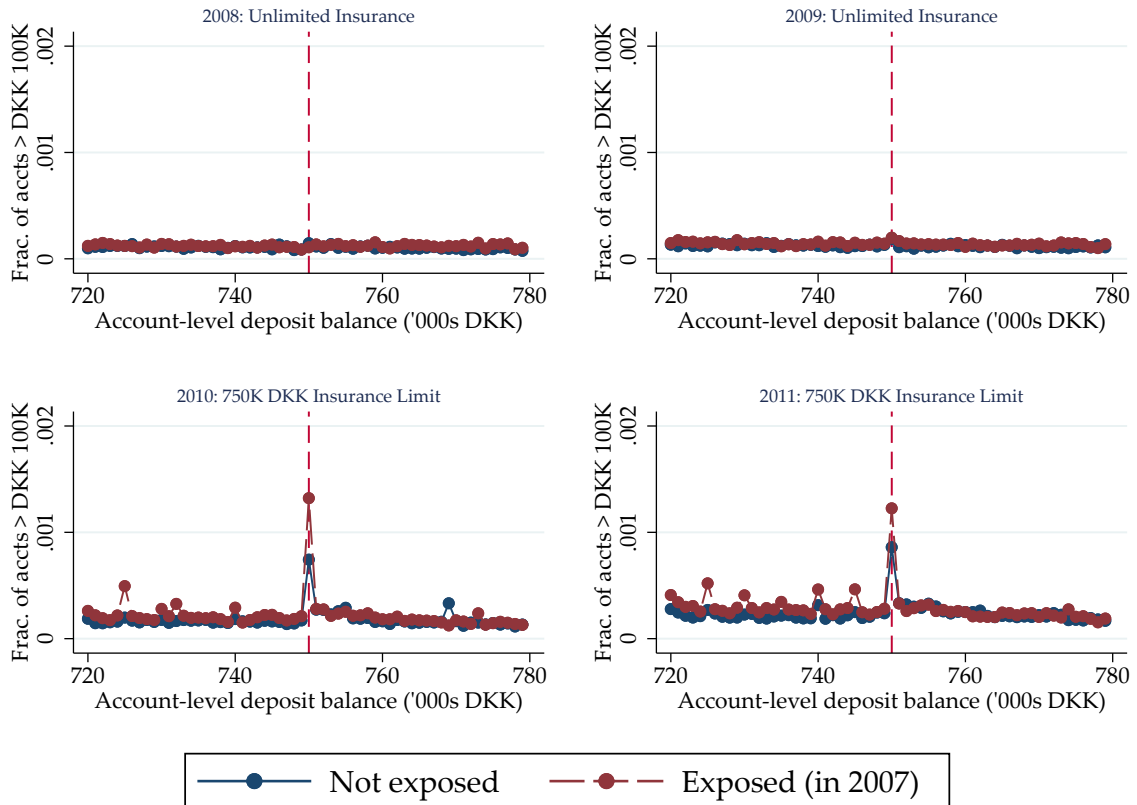 2008: Unlimited Insurance
Frac. of accts > DKK 100K
.002
.001
0
720 740 760 780
Account-level deposit balance ('000s DKK)
2009: Unlimited Insurance
Frac. of accts > DKK 100K
.002
.001
0
720 740 760 780
Account-level deposit balance ('000s DKK)
2010: 750K DKK Insurance Limit
Frac. of accts > DKK 100K
.002
.001
0
720 740 760 780
Account-level deposit balance ('000s DKK)
2011: 750K DKK Insurance Limit
Frac. of accts > DKK 100K
.002
.001
0
720 740 760 780
Account-level deposit balance ('000s DKK)
Not exposed Exposed (in 2007)